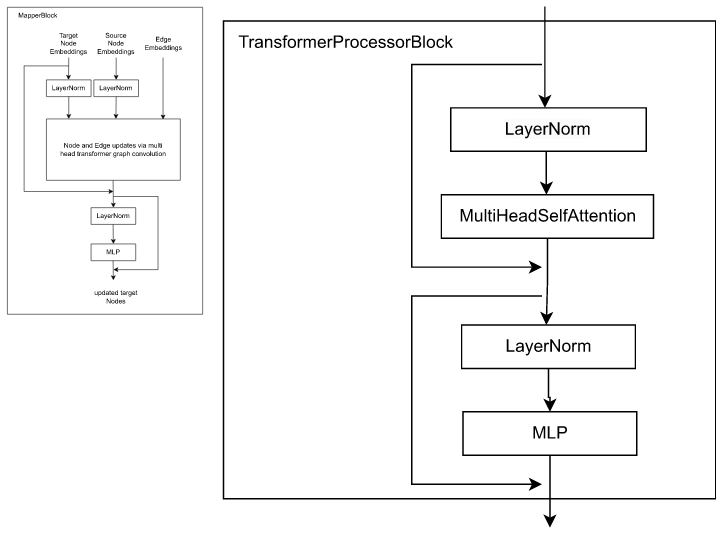 MapperBlock
Target
Node
Embeddings
Source
Node
Embeddings
Edge
Embeddings
LayerNorm
LayerNorm
Node and Edge updates via multi
head transformer graph convolution
LayerNorm
MLP
updated target
Nodes
TransformerProcessorBlock
LayerNorm
MultiHeadSelfAttention
LayerNorm
MLP